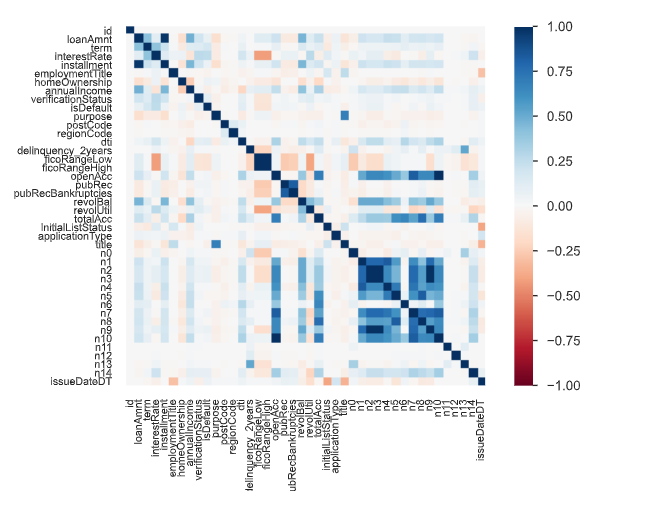 id
loanAmnt
term
interestRate
installment
employmentTitle
homeOwnership
annualIncome
verificationStatus
isDefault
purpose
postCode
regionCode
dti
delinquency_2years
ficoRangeLow
ficoRangeHigh
openAcc
pubRec
pubRecBankruptcies
revolBal
revolUtil
totalAcc
initialListStatus
applicationType
title
n0
n1
n2
n3
n4
n5
n6
n7
n8
n9
n10
n11
n12
n13
n14
issueDateDT
id
loanAmnt
term
interestRate
installment
employmentTitle
homeOwnership
annualIncome
verificationStatus
isDefault
purpose
postCode
regionCode
dti
delinquency_2years
ficoRangeLow
ficoRangeHigh
openAcc
pubRec
ubRecBankruptcies
revolBal
revolUtil
totalAcc
initialListStatus
applicationType
title
n0
n1
n2
n3
n4
n5
n6
n7
n8
n9
n10
n11
n12
n13
n14
issueDateDT
1.00
0.75
0.50
0.25
0.00
−0.25
−0.50
−0.75
−1.00